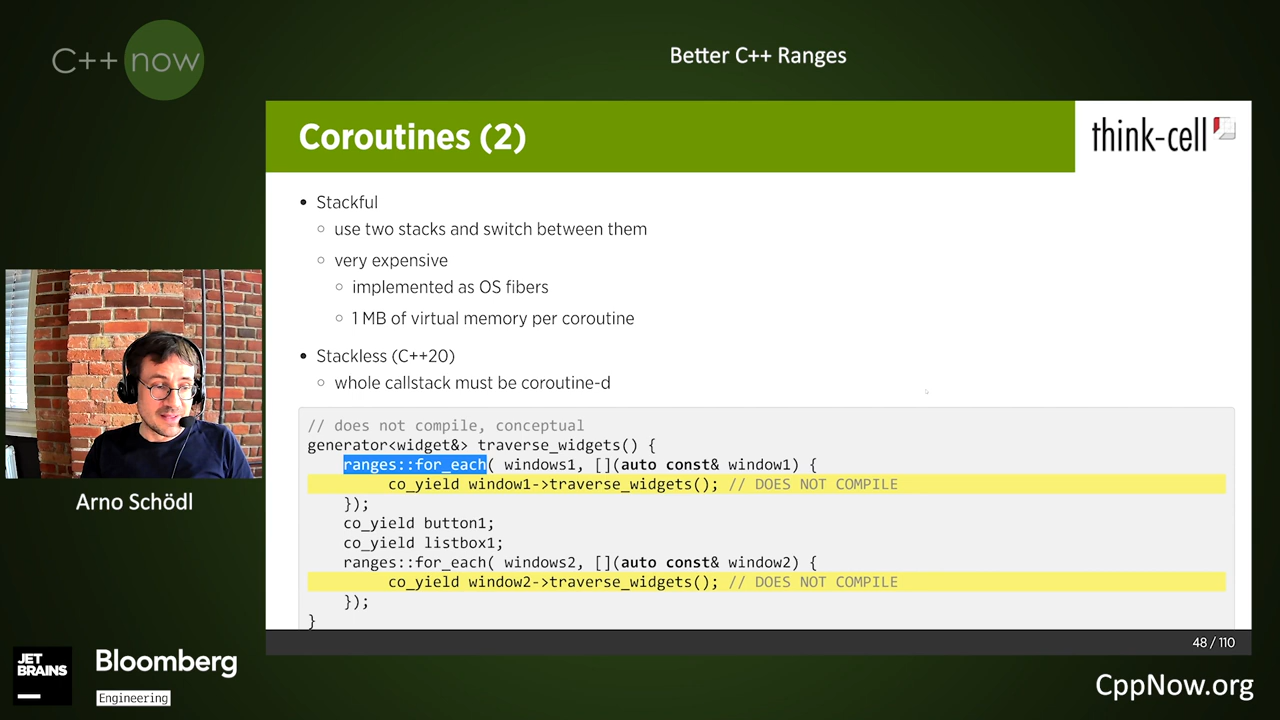 C++ now
Better C++ Ranges
Coroutines (2)
think-cell
• Stackful
○ use two stacks and switch between them
○ very expensive
○ implemented as OS fibers
○ 1 MB of virtual memory per coroutine
• Stackless (C++20)
○ whole callstack must be coroutine-d
// does not compile, conceptual
generator<widget&> traverse_widgets() {
ranges::for_each( windows1, [](auto const& window1) {
co_yield window1->traverse_widgets(); // DOES NOT COMPILE
});
co_yield button1;
co_yield listbox1;
ranges::for_each( windows2, [](auto const& window2) {
co_yield window2->traverse_widgets(); // DOES NOT COMPILE
});
}
48 / 110
Arno Schödl
JET
BRAINS
Bloomberg
Engineering
CppNow.org